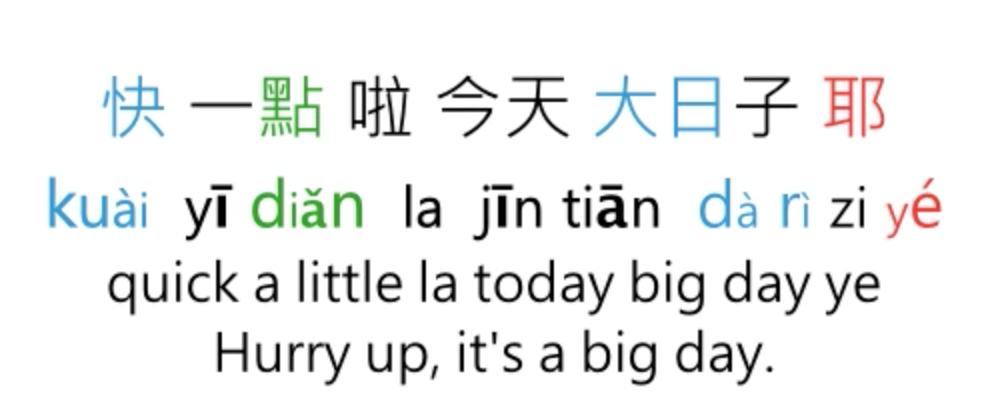 快 一點 啦 今天 大日子 耶
kuài yī diǎn la jīn tiān dà rì zi yé
quick a little la today big day ye
Hurry up, it's a big day.